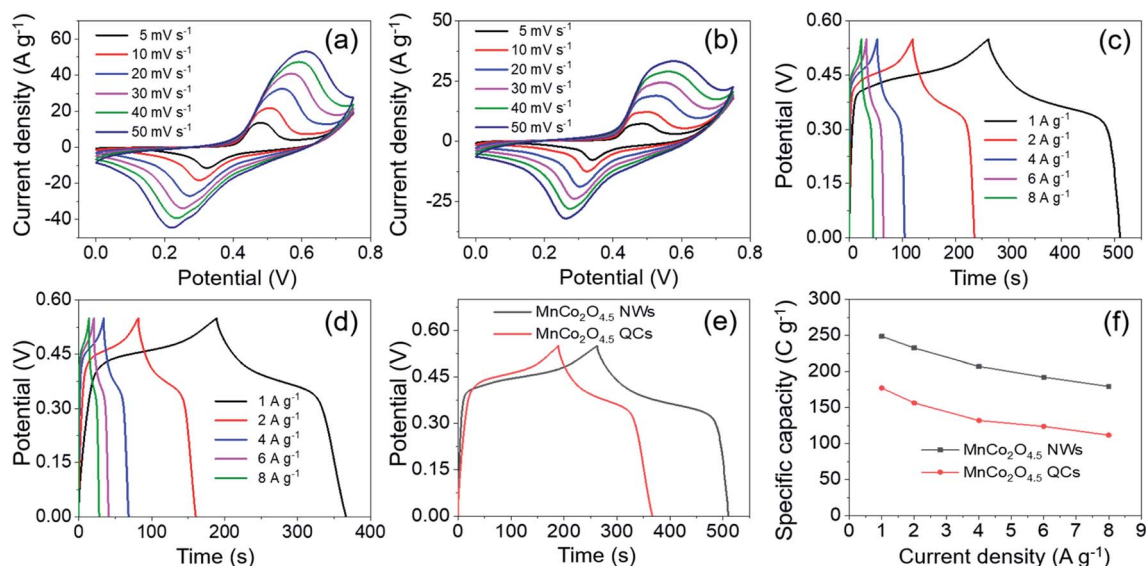 (a)
5 mV s⁻¹
10 mV s⁻¹
20 mV s⁻¹
30 mV s⁻¹
40 mV s⁻¹
50 mV s⁻¹
60
40
20
0
-20
-40
Current density (A g⁻¹)
0.0 0.2 0.4 0.6 0.8
Potential (V)
(b)
5 mV s⁻¹
10 mV s⁻¹
20 mV s⁻¹
30 mV s⁻¹
40 mV s⁻¹
50 mV s⁻¹
50
25
0
-25
Current density (A g⁻¹)
0.0 0.2 0.4 0.6 0.8
Potential (V)
(c)
1 A g⁻¹
2 A g⁻¹
4 A g⁻¹
6 A g⁻¹
8 A g⁻¹
0.60
0.45
0.30
0.15
0.00
Potential (V)
0 100 200 300 400 500
Time (s)
(d)
1 A g⁻¹
2 A g⁻¹
4 A g⁻¹
6 A g⁻¹
8 A g⁻¹
0.60
0.45
0.30
0.15
0.00
Potential (V)
0 100 200 300 400
Time (s)
(e)
MnCo₂O₄.₅ NWs
MnCo₂O₄.₅ QCs
0.60
0.45
0.30
0.15
0.00
Potential (V)
0 100 200 300 400 500
Time (s)
(f)
MnCo₂O₄.₅ NWs
MnCo₂O₄.₅ QCs
300
250
200
150
100
50
0
Specific capacity (C g⁻¹)
0 1 2 3 4 5 6 7 8 9
Current density (A g⁻¹)